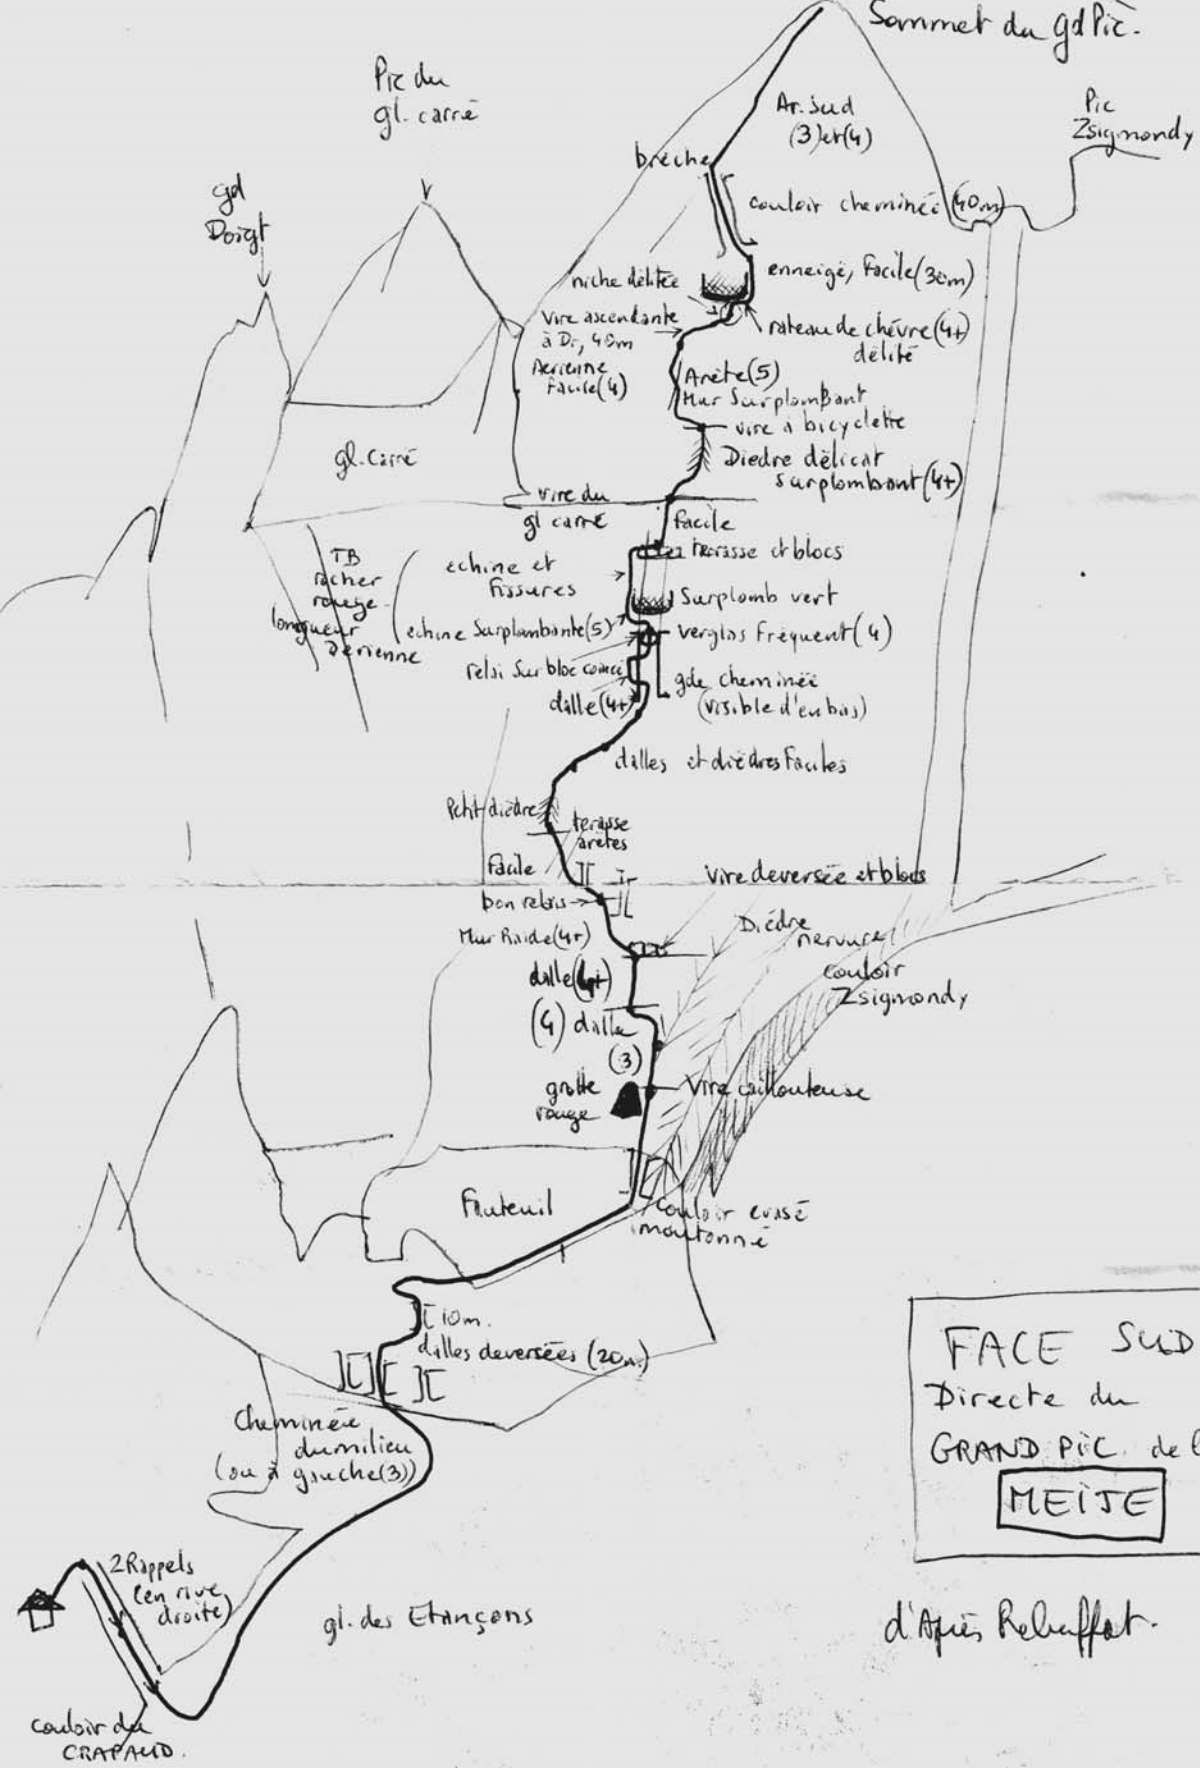 Sommet du gd Pic.
Pic du
gl. carré
Ar. Sud
(3) et (4)
Pic
Zsigmondy
brèche
gd
Doigt
couloir cheminée (40m)
niche délitée
enneigé, Facile (30m)
Vire ascendante
à Dr, 40m
Aérienne
Facile (4)
rateau de chèvre (4+)
délité
Arète (5)
Mur Surplombant
vire à bicyclette
gl. Carré
Diedre délicat
surplombant (4+)
vire du
gl carré
Facile
TB
rocher
rouge
longueur
Aérienne
échine et
Fissures
terrasse et blocs
Surplomb vert
échine Surplombante (5)
verglas Fréquent (4)
relai Sur bloc coincé
gde cheminée
(visible d'en bas)
dalle (4+)
dalles et dièdres Faciles
Petit dièdre
terasse
arètes
Facile
vire deversée et blocs
bon relais
Mur Raide (4+)
Dièdre
nervure
dalle (4+)
couloir
Zsigmondy
(4) dalle
(3)
grotte
rouge
Vire caillouteuse
Fauteuil
Couloir evasé
moutonné
10m.
dalles deversées (20m.)
Cheminée
du milieu
(ou à gauche (3))
FACE SUD
Directe du
GRAND PIC de l
MEIJE
2 Rappels
(en rive
droite)
gl. des Etançons
d'Après Rebuffat.
couloir du
CRAPAUD.